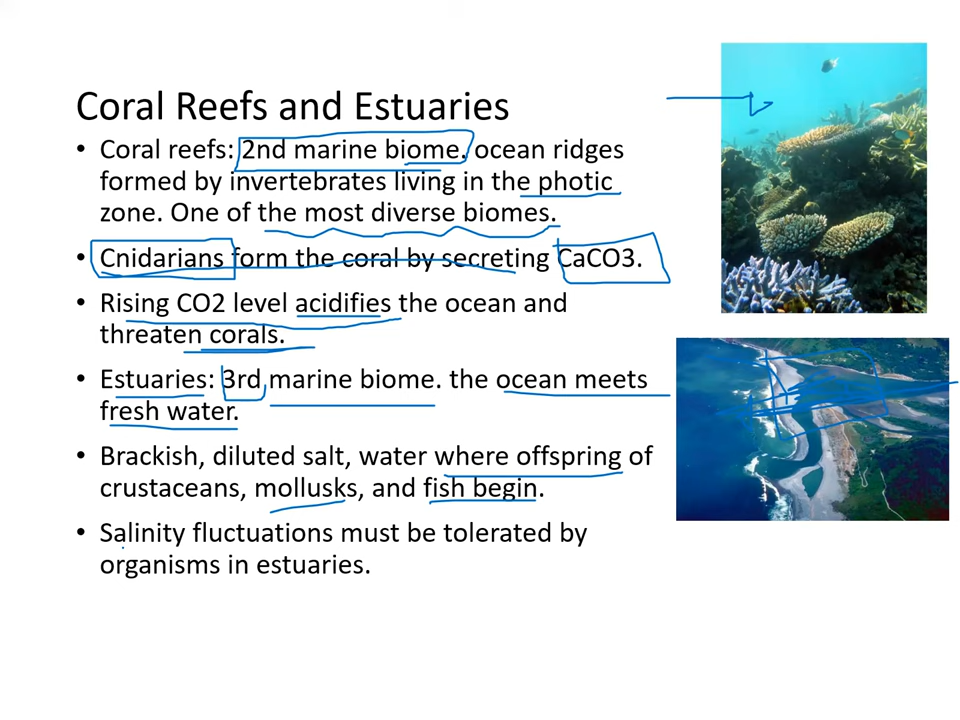 Coral Reefs and Estuaries
• Coral reefs: 2nd marine biome. ocean ridges
formed by invertebrates living in the photic
zone. One of the most diverse biomes.
• Cnidarians form the coral by secreting CaCO3.
• Rising CO2 level acidifies the ocean and
threaten corals.
• Estuaries: 3rd marine biome. the ocean meets
fresh water.
• Brackish, diluted salt, water where offspring of
crustaceans, mollusks, and fish begin.
• Salinity fluctuations must be tolerated by
organisms in estuaries.